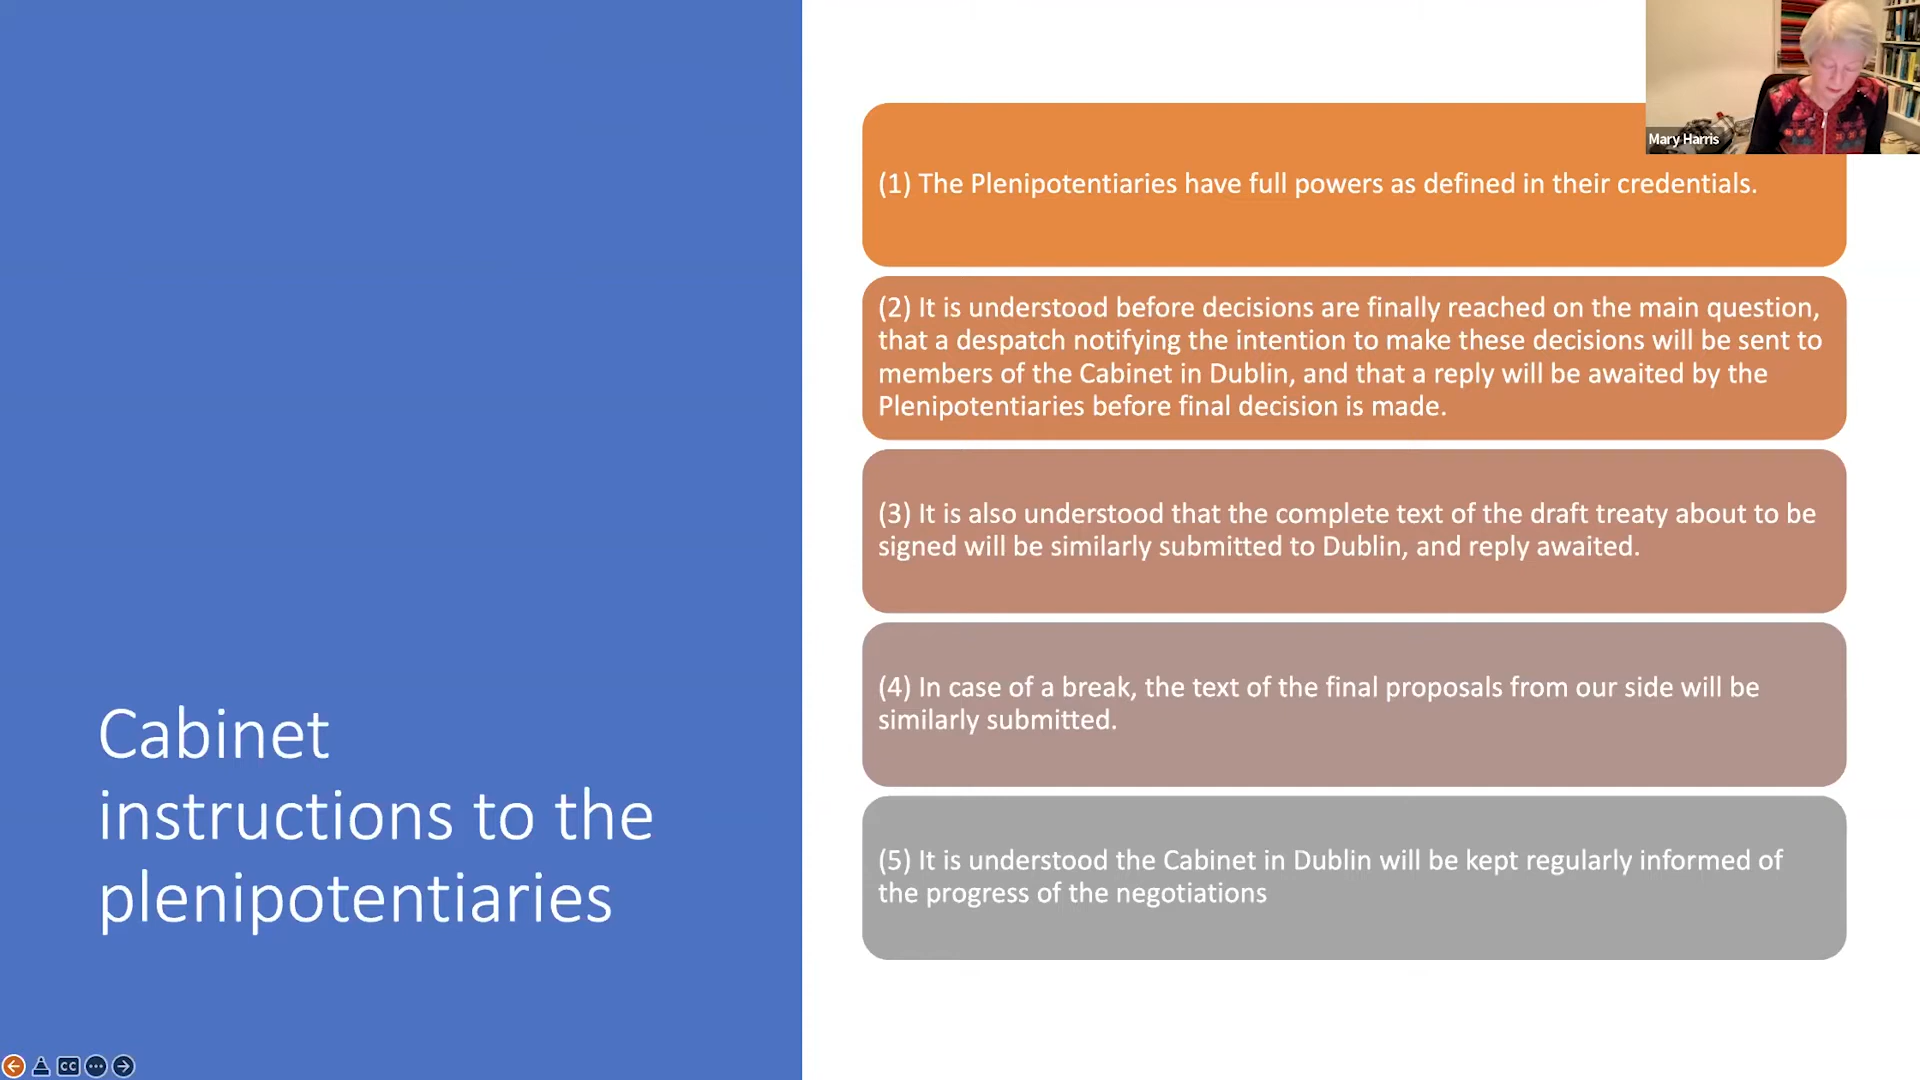 Cabinet
instructions to the
plenipotentiaries
Mary Harris
(1) The Plenipotentiaries have full powers as defined in their credentials.
(2) It is understood before decisions are finally reached on the main question,
that a despatch notifying the intention to make these decisions will be sent to
members of the Cabinet in Dublin, and that a reply will be awaited by the
Plenipotentiaries before final decision is made.
(3) It is also understood that the complete text of the draft treaty about to be
signed will be similarly submitted to Dublin, and reply awaited.
(4) In case of a break, the text of the final proposals from our side will be
similarly submitted.
(5) It is understood the Cabinet in Dublin will be kept regularly informed of
the progress of the negotiations
CC